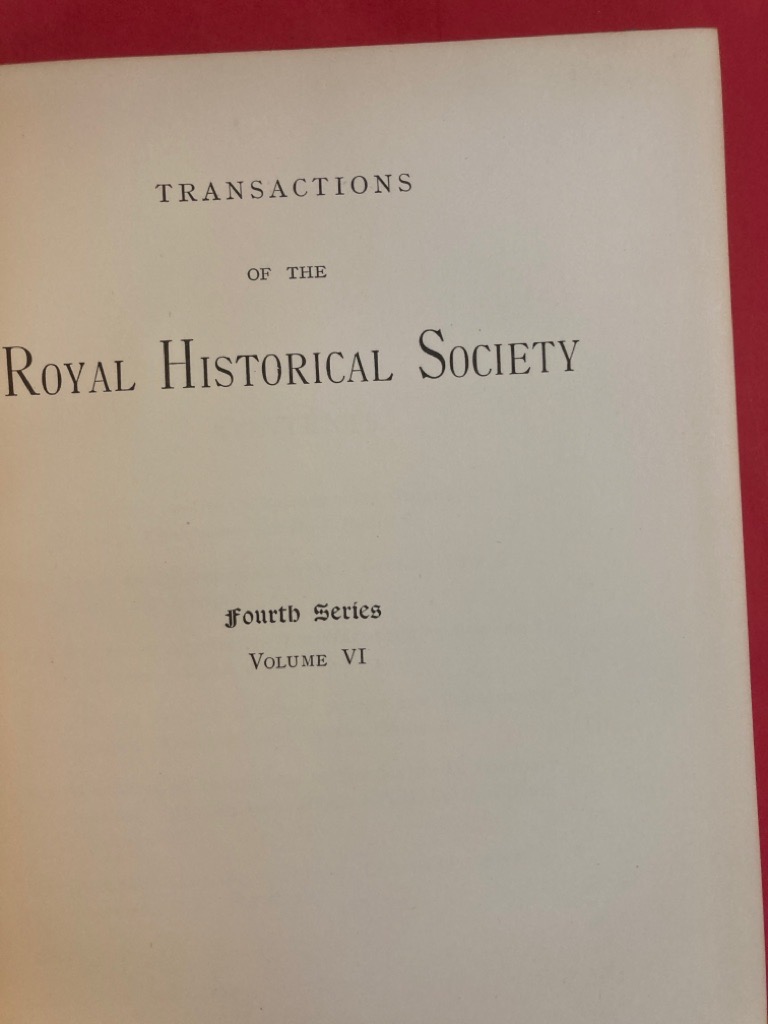 TRANSACTIONS
OF THE
ROYAL HISTORICAL SOCIETY
Fourth Series
VOLUME VI